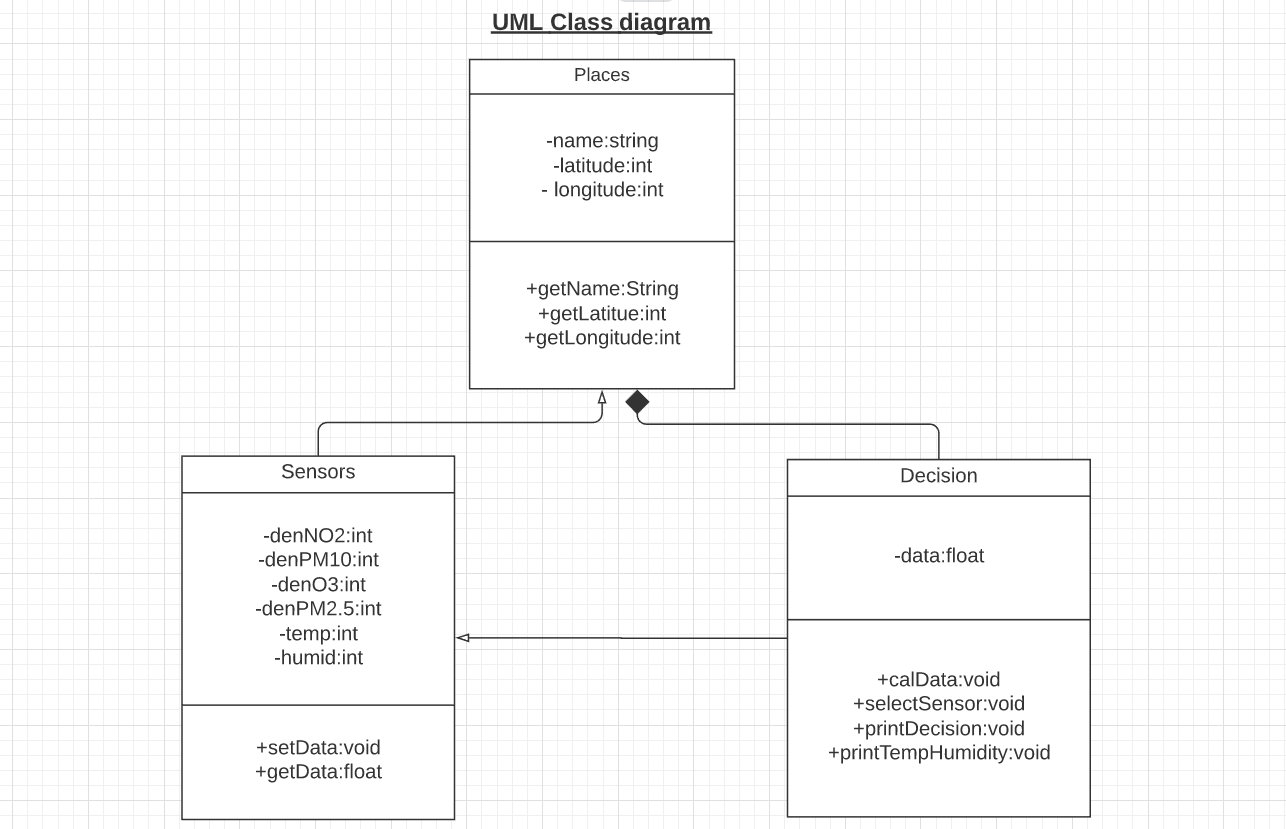 UML Class diagram
Places
-name:string
-latitude:int
- longitude:int
+getName:String
+getLatitue:int
+getLongitude:int
Sensors
-denNO2:int
-denPM10:int
-denO3:int
-denPM2.5:int
-temp:int
-humid:int
+setData:void
+getData:float
Decision
-data:float
+calData:void
+selectSensor:void
+printDecision:void
+printTempHumidity:void